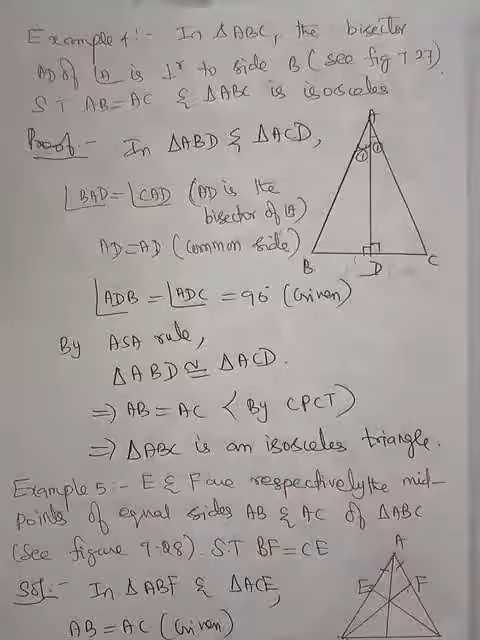 Example 4:- In ΔABC, the bisector
AD of ∠A is ⊥r to side B (see fig 7 27)
S T AB = AC & ΔABC is isosceles
Proof:- In ΔABD & ΔACD,
∠BAD = ∠CAD (AD is the
bisector of ∠A)
AD = AD (common side)
∠ADB = ∠ADC = 90° (Given)
By ASA rule,
ΔABD ≅ ΔACD.
⇒ AB = AC (By CPCT)
⇒ ΔABC is an isosceles triangle.
A
1 2
B D C
Example 5:- E & F are respectively the mid-
points of equal sides AB & AC of ΔABC
(See figure 7.28). S T BF = CE
Sol:- In ΔABF & ΔACE,
AB = AC (Given)
A
E F